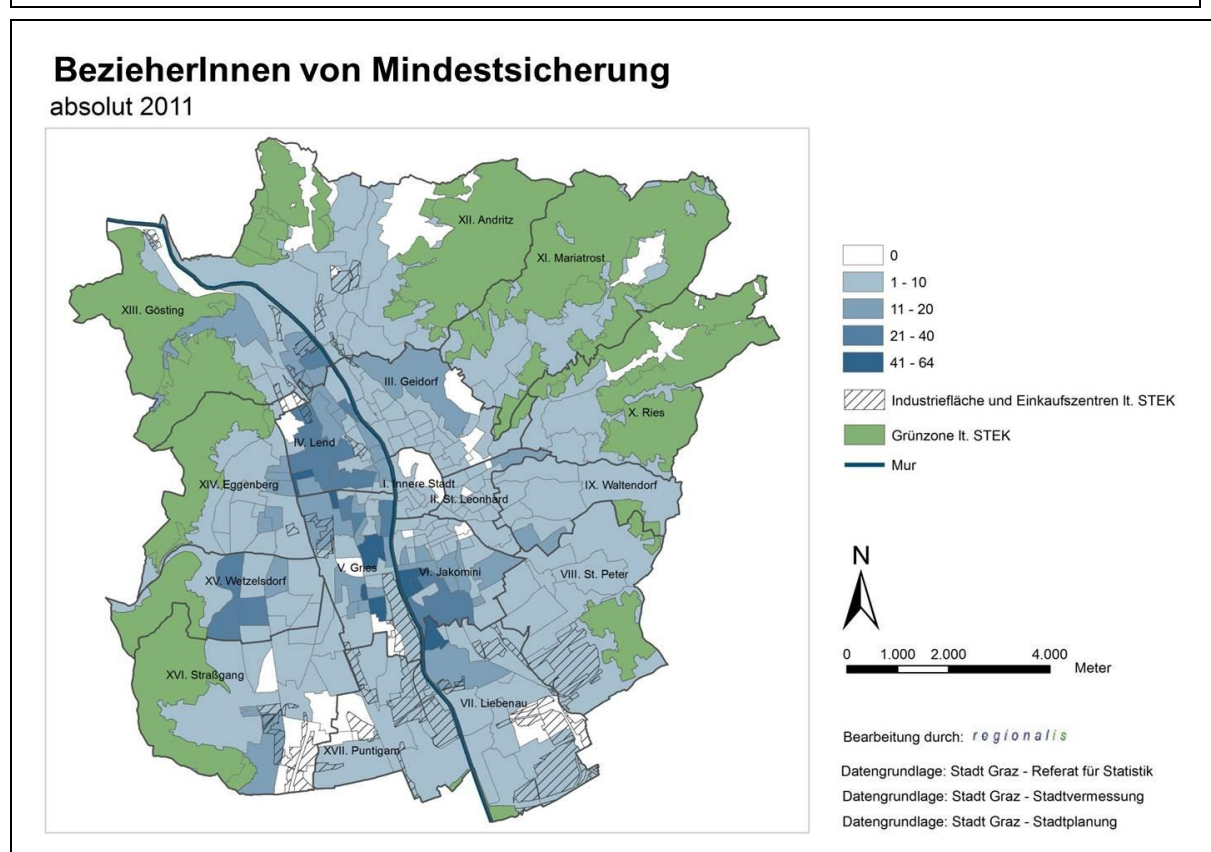 BezieherInnen von Mindestsicherung
absolut 2011
XII. Andritz
XI. Mariatrost
XIII. Gösting
III. Geidorf
X. Ries
IV. Lend
XIV. Eggenberg
I. Innere Stadt
II. St. Leonhard
IX. Waltendorf
V. Gries
VI. Jakomini
VIII. St. Peter
XV. Wetzelsdorf
XVI. Straßgang
VII. Liebenau
XVII. Puntigam
0
1 - 10
11 - 20
21 - 40
41 - 64
Industriefläche und Einkaufszentren lt. STEK
Grünzone lt. STEK
Mur
N
0 1.000 2.000 4.000
Meter
Bearbeitung durch: regionalis
Datengrundlage: Stadt Graz - Referat für Statistik
Datengrundlage: Stadt Graz - Stadtvermessung
Datengrundlage: Stadt Graz - Stadtplanung